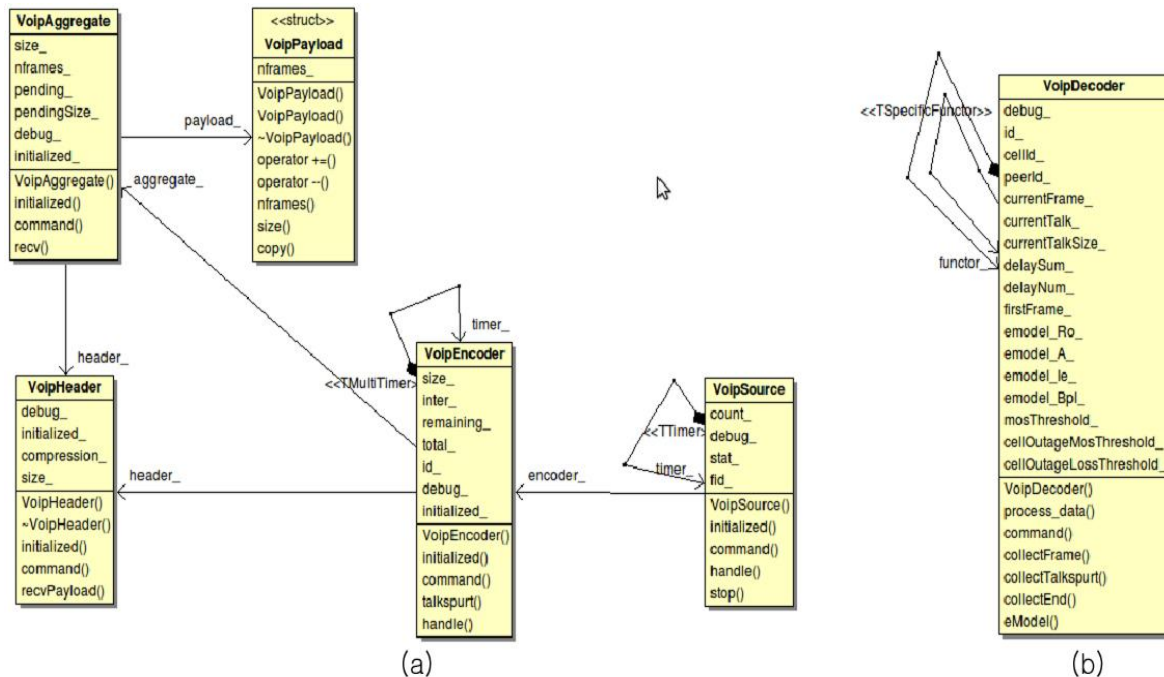 VoipAggregate
size_
nframes_
pending_
pendingSize_
debug_
initialized_
VoipAggregate()
initialized()
command()
recv()
payload_
<<struct>>
VoipPayload
nframes_
VoipPayload()
VoipPayload()
~VoipPayload()
operator +=()
operator --()
nframes()
size()
copy()
_aggregate_
header_
VoipHeader
debug_
initialized_
compression_
size_
VoipHeader()
~VoipHeader()
initialized()
command()
recvPayload()
header_
timer_
<<TMultiTimer>
VoipEncoder
size_
inter_
remaining_
total_
id_
debug_
initialized_
VoipEncoder()
initialized()
command()
talkspurt()
handle()
encoder_
<<TTimer>
timer_
VoipSource
count_
debug_
stat_
fid_
VoipSource()
initialized()
command()
handle()
stop()
(a)
<<TSpecificFunctor>>
functor_
VoipDecoder
debug_
id_
cellId_
peerId_
currentFrame_
currentTalk_
currentTalkSize_
delaySum_
delayNum_
firstFrame_
emodel_Ro_
emodel_A_
emodel_Ie_
emodel_Bpl_
mosThreshold_
cellOutageMosThreshold_
cellOutageLossThreshold_
VoipDecoder()
process_data()
command()
collectFrame()
collectTalkspurt()
collectEnd()
eModel()
(b)